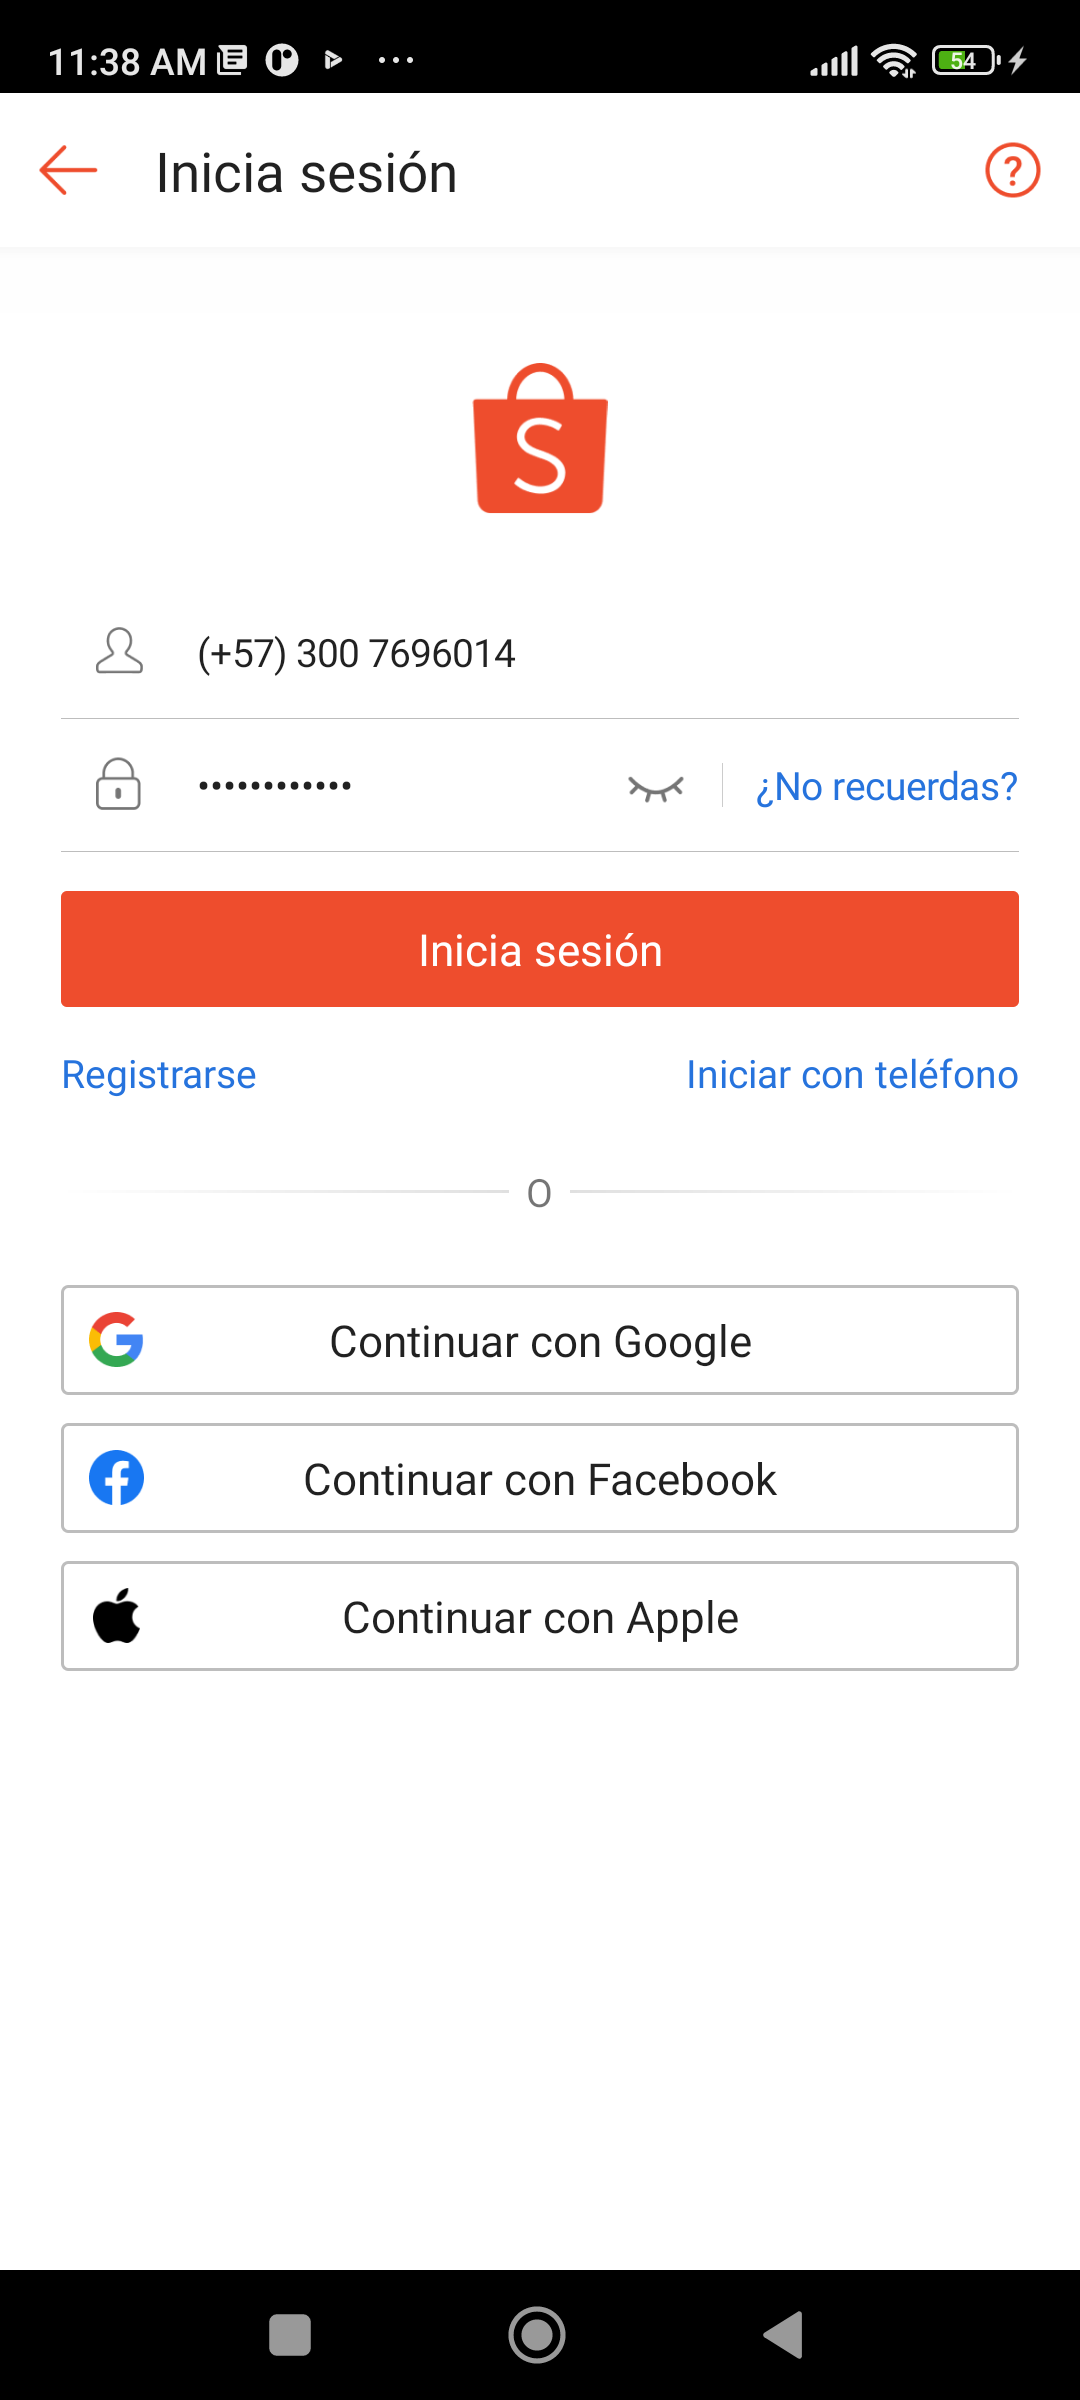 11:38 AM
54
Inicia sesión
?
S
(+57) 300 7696014
••••••••••••
¿No recuerdas?
Inicia sesión
Registrarse
Iniciar con teléfono
O
Continuar con Google
Continuar con Facebook
Continuar con Apple